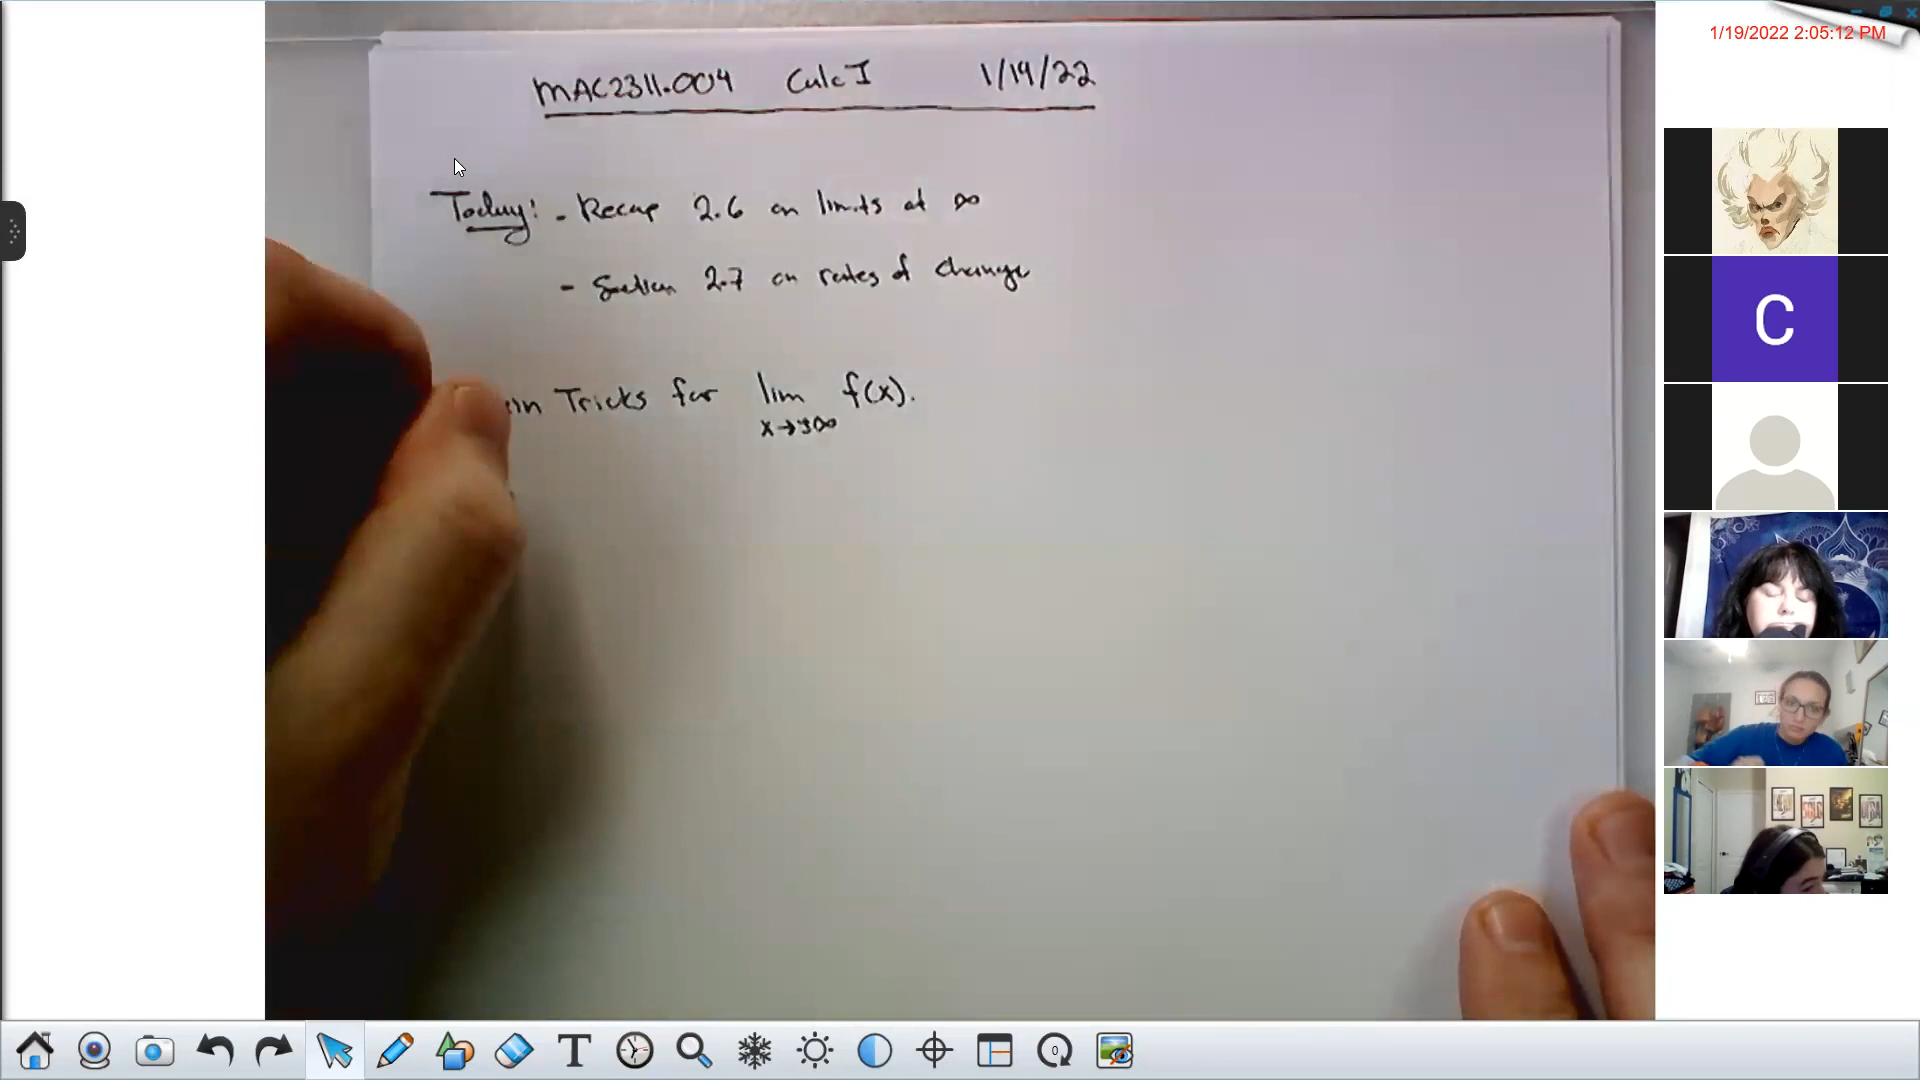 1/19/2022 2:05:12 PM
MAC2311.004 Calc I 1/19/22
Today: - Recap 2.6 on limits at ∞
- Section 2.7 on rates of change
Tricks for lim f(x).
x→±∞
C
T
0